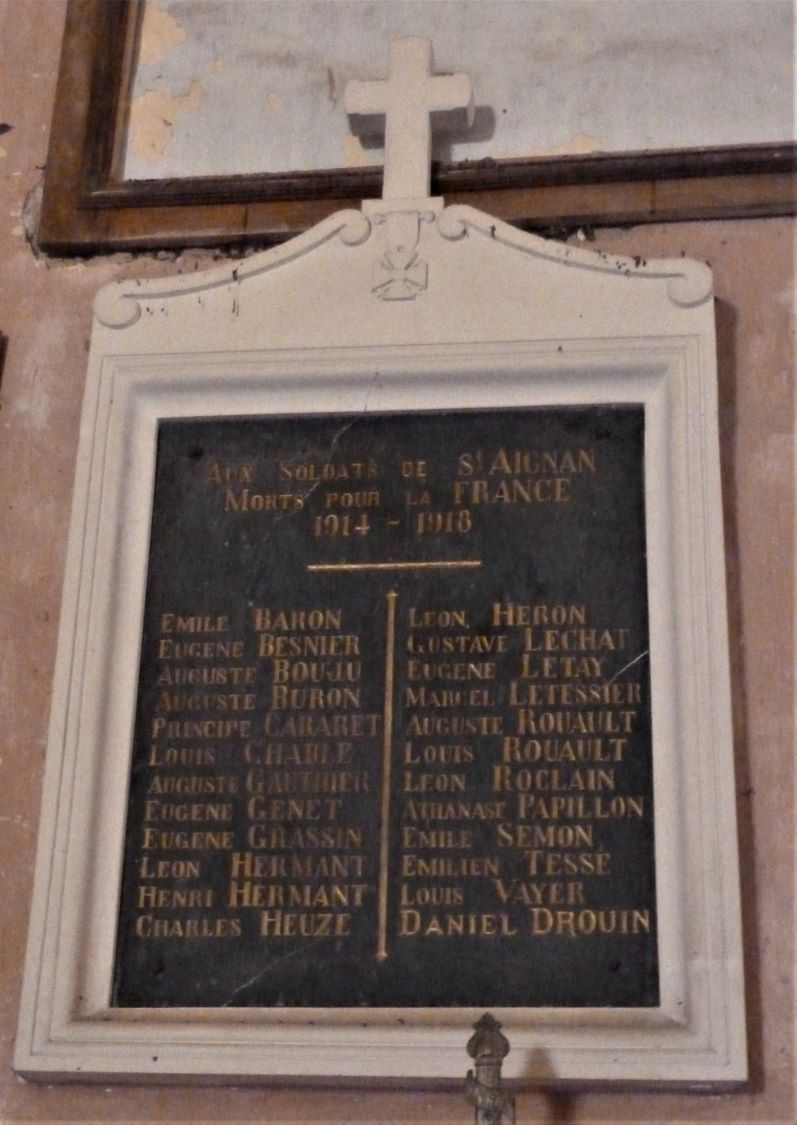 AUX SOLDATS DE ST AIGNAN
MORTS POUR LA FRANCE
1914 - 1918
EMILE BARON
EUGENE BESNIER
AUGUSTE BOUJU
AUGUSTE BURON
PRINCIPE CABARET
LOUIS CHABLE
AUGUSTE GAUTHIER
EUGENE GENET
EUGENE GRASSIN
LEON HERMANT
HENRI HERMANT
CHARLES HEUZE
LEON, HERON
GUSTAVE LECHAT
EUGENE LETAY
MARCEL LETESSIER
AUGUSTE ROUAULT
LOUIS ROUAULT
LEON ROCLAIN
ATHANASE PAPILLON
EMILE SEMON
EMILIEN TESSE
LOUIS VAYER
DANIEL DROUIN